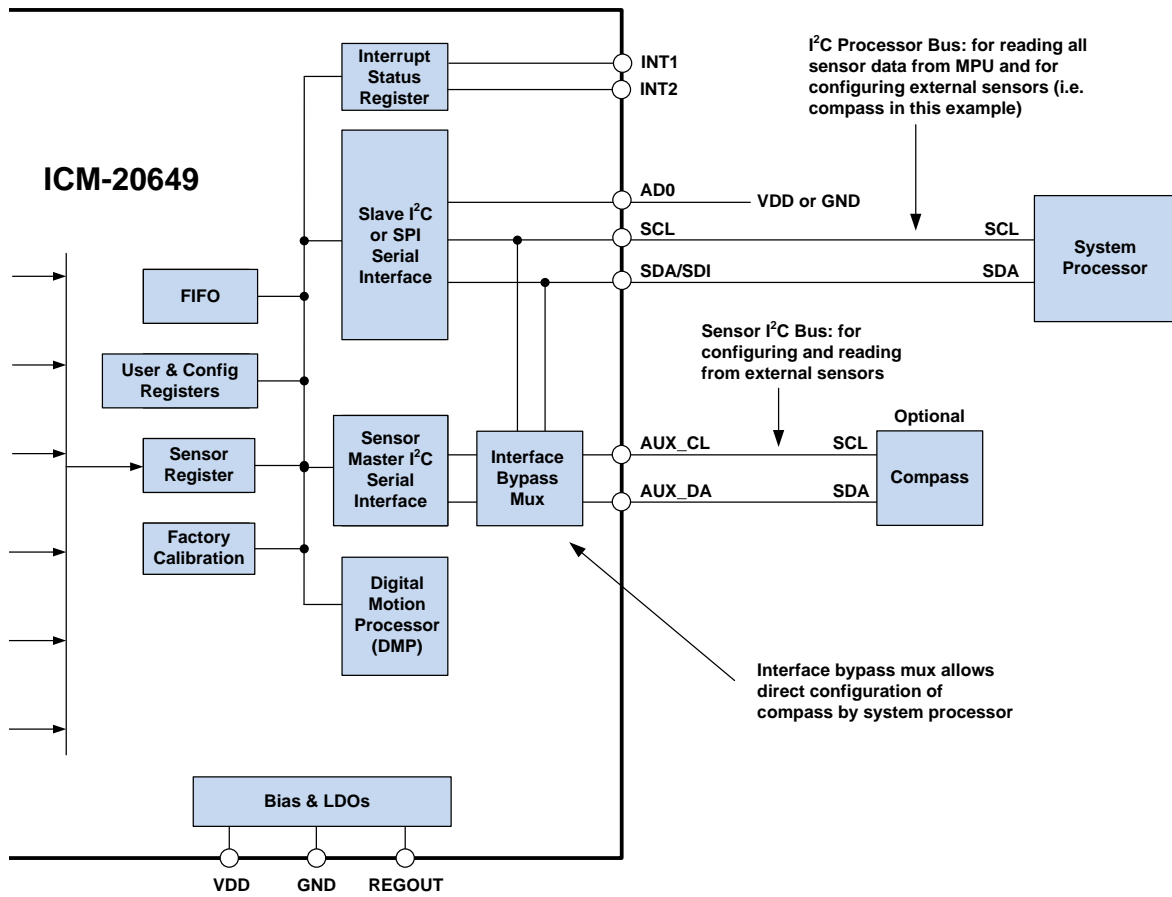 Interrupt
Status
Register
INT1
INT2
I²C Processor Bus: for reading all
sensor data from MPU and for
configuring external sensors (i.e.
compass in this example)
ICM-20649
Slave I²C
or SPI
Serial
Interface
AD0
VDD or GND
SCL
SCL
SDA/SDI
SDA
System
Processor
FIFO
User & Config
Registers
Sensor I²C Bus: for
configuring and reading
from external sensors
Sensor
Register
Sensor
Master I²C
Serial
Interface
Interface
Bypass
Mux
AUX_CL
SCL
AUX_DA
SDA
Optional
Compass
Factory
Calibration
Digital
Motion
Processor
(DMP)
Interface bypass mux allows
direct configuration of
compass by system processor
Bias & LDOs
VDD
GND
REGOUT